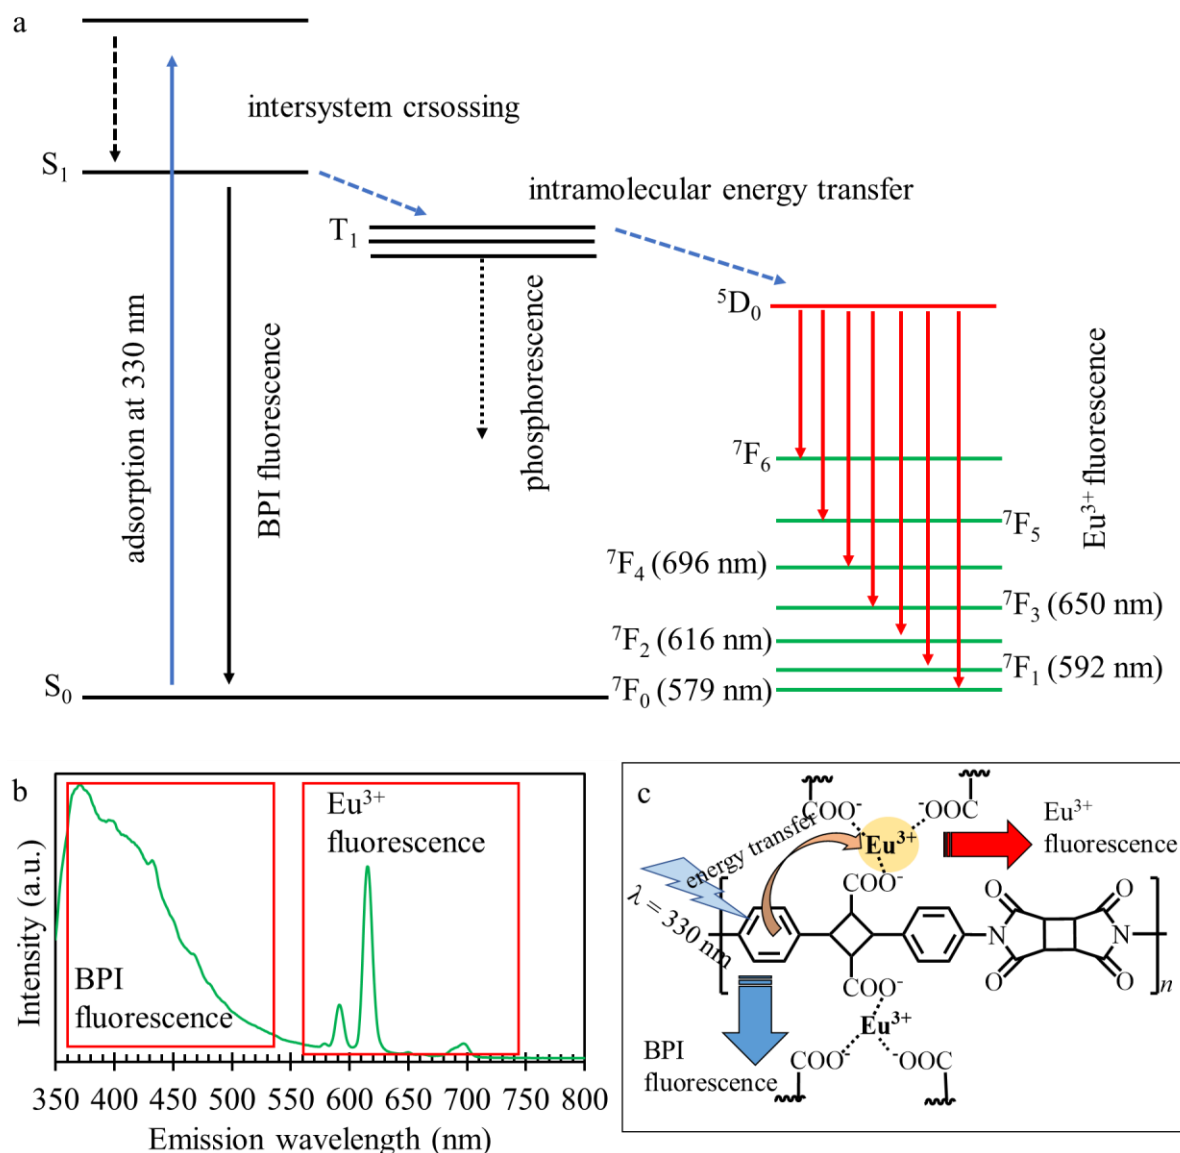 a
intersystem crsossing
S₁
intramolecular energy transfer
T₁
⁵D₀
adsorption at 330 nm
BPI fluorescence
phosphorescence
Eu³⁺ fluorescence
⁷F₆
⁷F₅
⁷F₄ (696 nm)
⁷F₃ (650 nm)
⁷F₂ (616 nm)
⁷F₁ (592 nm)
S₀
⁷F₀ (579 nm)
b
Eu³⁺
fluorescence
BPI
fluorescence
Intensity (a.u.)
350 400 450 500 550 600 650 700 750 800
Emission wavelength (nm)
c
COO⁻
⁻OOC
Eu³⁺
Eu³⁺
fluorescence
energy transfer
COO⁻
λ = 330 nm
O
O
N
N
O
O
n
COO⁻
Eu³⁺
BPI
fluorescence
COO⁻
⁻OOC